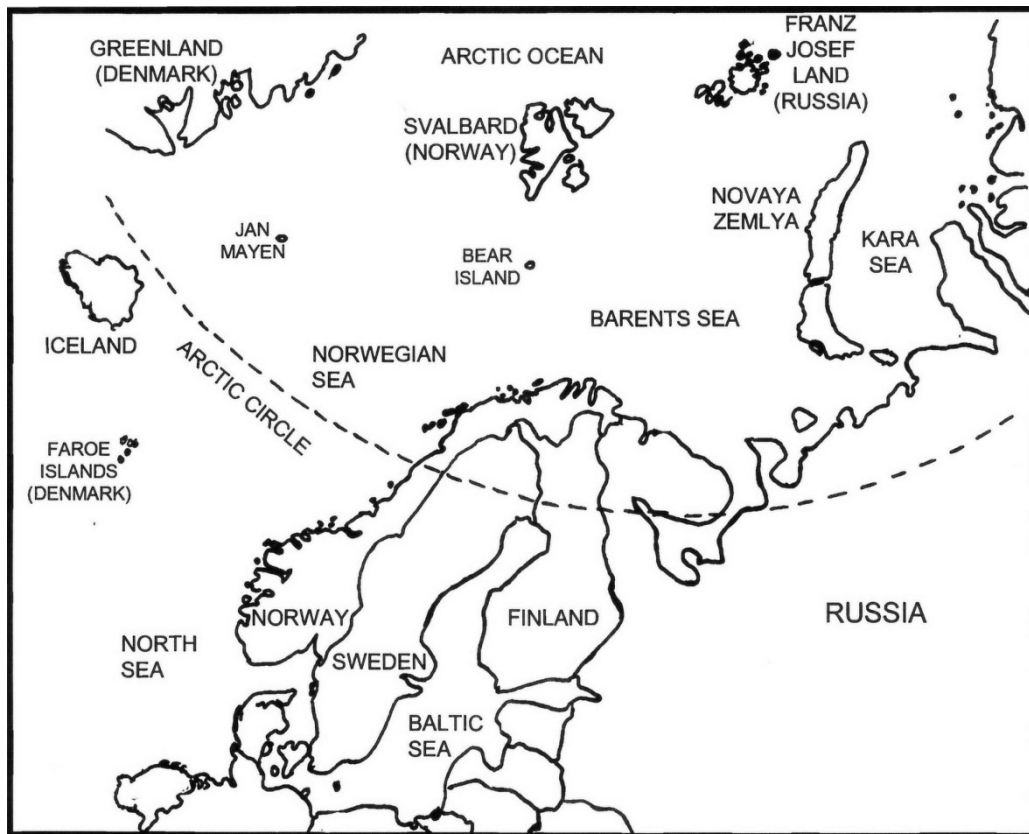 GREENLAND
(DENMARK)
ARCTIC OCEAN
FRANZ
JOSEF
LAND
(RUSSIA)
SVALBARD
(NORWAY)
NOVAYA
ZEMLYA
KARA
SEA
JAN
MAYEN
BEAR
ISLAND
BARENTS SEA
ICELAND
ARCTIC CIRCLE
NORWEGIAN
SEA
FAROE
ISLANDS
(DENMARK)
NORWAY
FINLAND
RUSSIA
NORTH
SEA
SWEDEN
BALTIC
SEA